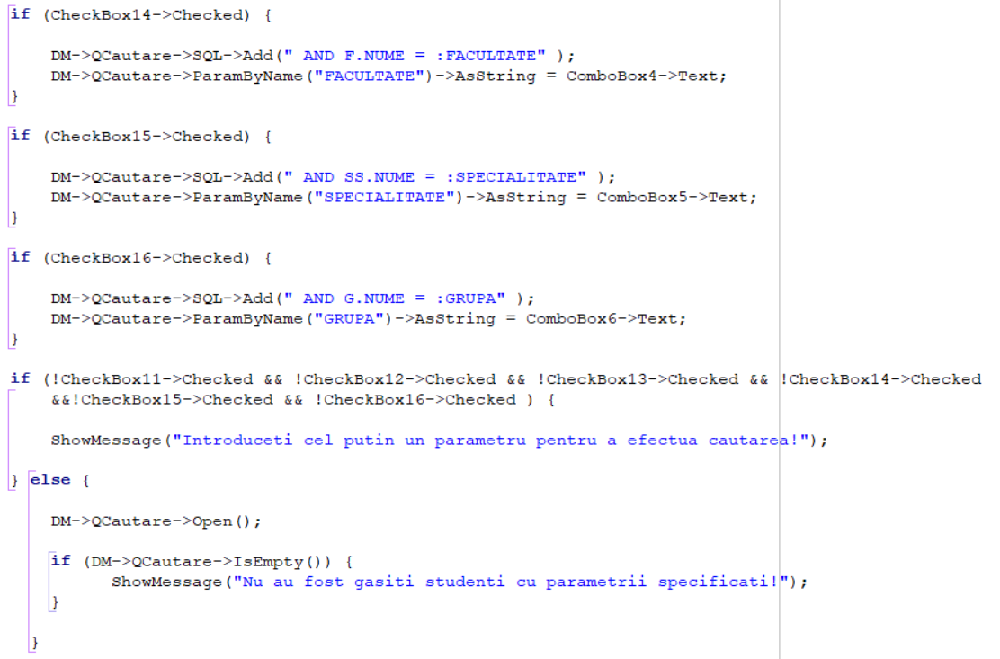 if (CheckBox14->Checked) {
DM->QCautare->SQL->Add(" AND F.NUME = :FACULTATE" );
DM->QCautare->ParamByName("FACULTATE")->AsString = ComboBox4->Text;
}
if (CheckBox15->Checked) {
DM->QCautare->SQL->Add(" AND SS.NUME = :SPECIALITATE" );
DM->QCautare->ParamByName("SPECIALITATE")->AsString = ComboBox5->Text;
}
if (CheckBox16->Checked) {
DM->QCautare->SQL->Add(" AND G.NUME = :GRUPA" );
DM->QCautare->ParamByName("GRUPA")->AsString = ComboBox6->Text;
}
if (!CheckBox11->Checked && !CheckBox12->Checked && !CheckBox13->Checked && !CheckBox14->Checked
&&!CheckBox15->Checked && !CheckBox16->Checked ) {
ShowMessage("Introduceti cel putin un parametru pentru a efectua cautarea!");
} else {
DM->QCautare->Open();
if (DM->QCautare->IsEmpty()) {
ShowMessage("Nu au fost gasiti studenti cu parametrii specificati!");
}
}